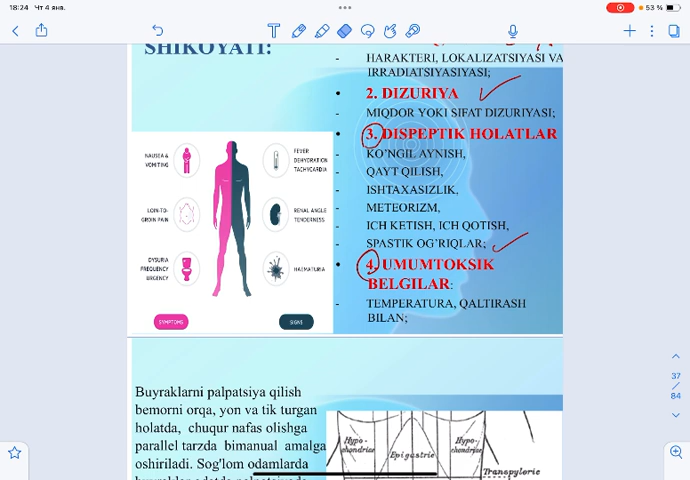 18:24 Чт 4 янв.
53 %
SHIKOYATI:
HARAKTERI, LOKALIZATSIYASI VA
IRRADIATSIYASIYASI;
2. DIZURIYA
MIQDOR YOKI SIFAT DIZURIYASI;
3. DISPEPTIK HOLATLAR
KO'NGIL AYNISH,
QAYT QILISH,
ISHTAXASIZLIK,
METEORIZM,
ICH KETISH, ICH QOTISH,
SPASTIK OG'RIQLAR;
4. UMUMTOKSIK
BELGILAR:
TEMPERATURA, QALTIRASH
BILAN;
NAUSEA &
VOMITING
FEVER
DEHYDRATION
TACHYCARDIA
LOIN-TO-
GROIN PAIN
RENAL ANGLE
TENDERNESS
DYSURIA
FREQUENCY
URGENCY
HAEMATURIA
SYMPTOMS
SIGNS
37
/
84
Buyraklarni palpatsiya qilish
bemorni orqa, yon va tik turgan
holatda, chuqur nafas olishga
parallel tarzda bimanual amalga
oshiriladi. Sog'lom odamlarda
Hypo-
chondriac
Epigastric
Hypo-
chondriac
Transpyloric